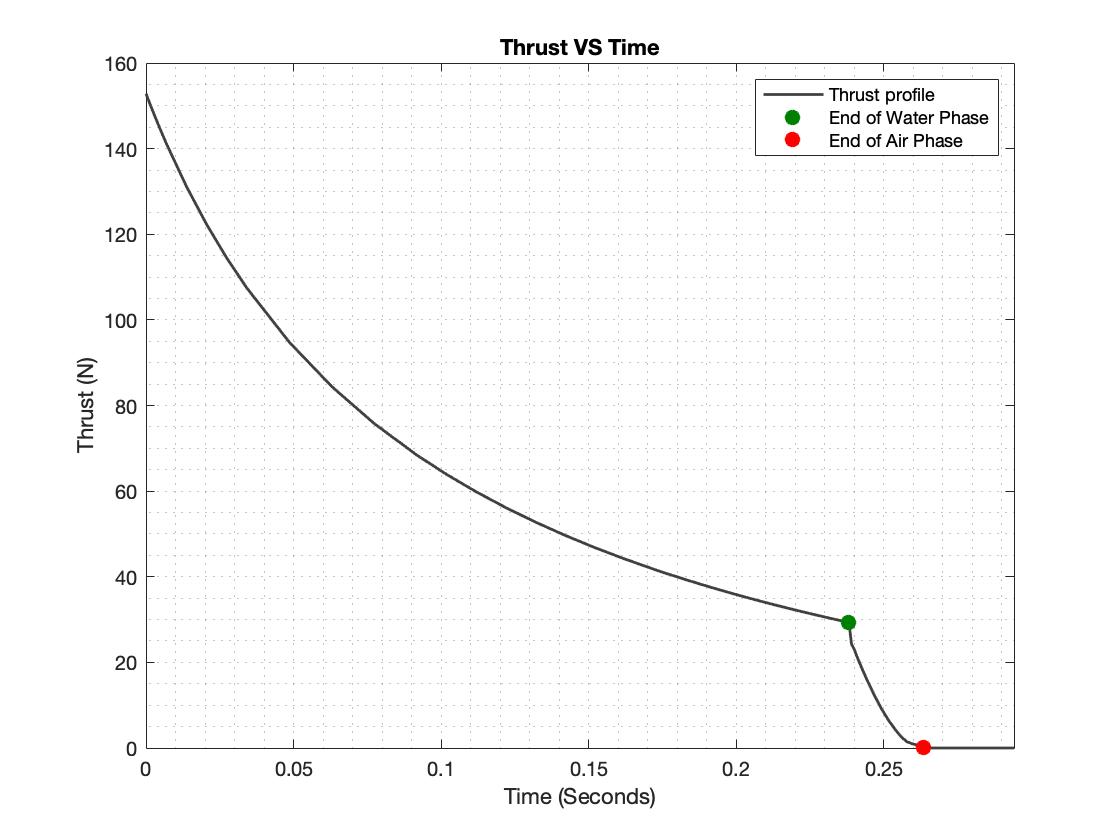 Thrust VS Time
160
140
120
100
80
60
40
20
0
Thrust (N)
Thrust profile
End of Water Phase
End of Air Phase
0 0.05 0.1 0.15 0.2 0.25
Time (Seconds)